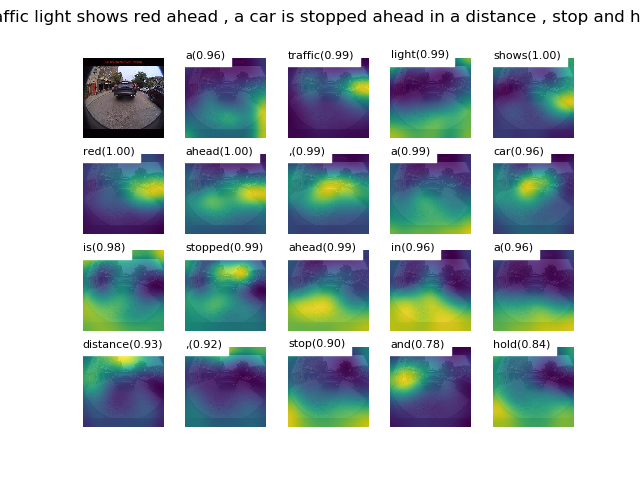 affic light shows red ahead , a car is stopped ahead in a distance , stop and h
a(0.96) traffic(0.99) light(0.99) shows(1.00)
red(1.00) ahead(1.00) ,(0.99) a(0.99) car(0.96)
is(0.98) stopped(0.99) ahead(0.99) in(0.96) a(0.96)
distance(0.93) ,(0.92) stop(0.90) and(0.78) hold(0.84)